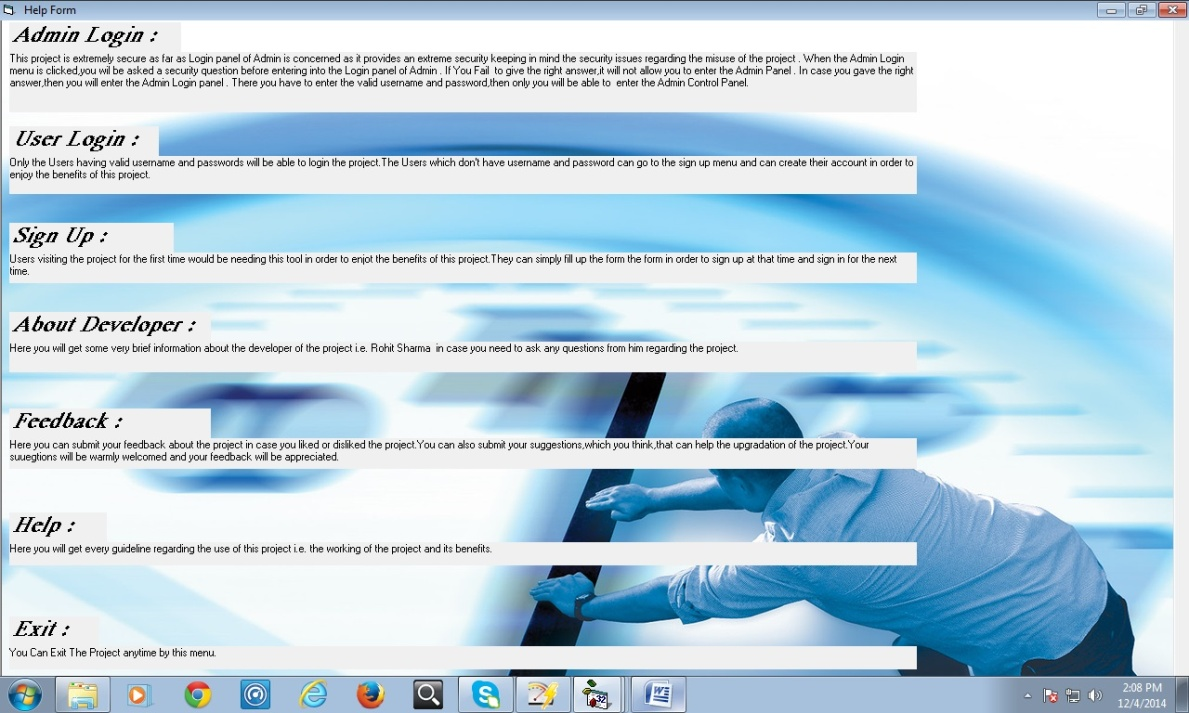 Help Form
Admin Login :
This project is extremely secure as far as Login panel of Admin is concerned as it provides an extreme security keeping in mind the security issues regarding the misuse of the project . When the Admin Login
menu is clicked,you wil be asked a security question before entering into the Login panel of Admin . If You Fail  to give the right answer,it will not allow you to enter the Admin Panel . In case you gave the right
answer,then you will enter the Admin Login panel . There you have to enter the valid username and password,then only you will be able to  enter the Admin Control Panel.
User Login :
Only the Users having valid username and passwords will be able to login the project.The Users which don't have username and password can go to the sign up menu and can create their account in order to
enjoy the benefits of this project.
Sign Up :
Users visiting the project for the first time would be needing this tool in order to enjot the benefits of this project.They can simply fill up the form the form in order to sign up at that time and sign in for the next
time.
About Developer :
Here you will get some very brief information about the developer of the project i.e. Rohit Sharma  in case you need to ask any questions from him regarding the project.
Feedback :
Here you can submit your feedback about the project in case you liked or disliked the project.You can also submit your suggestions,which you think,that can help the upgradation of the project.Your
suuegtions will be warmly welcomed and your feedback will be appreciated.
Help :
Here you will get every guideline regarding the use of this project i.e. the working of the project and its benefits.
Exit :
You Can Exit The Project anytime by this menu.
32
2:08 PM
12/4/2014